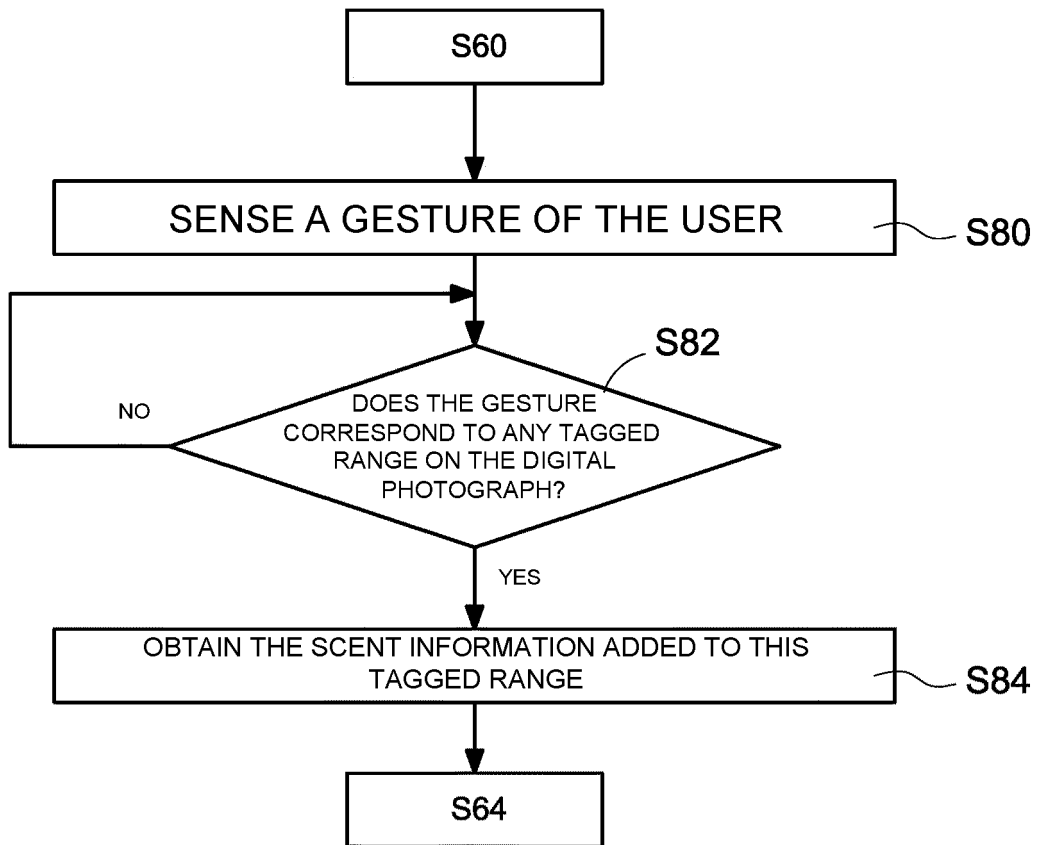 S60
SENSE A GESTURE OF THE USER
S80
S82
DOES THE GESTURE
CORRESPOND TO ANY TAGGED
RANGE ON THE DIGITAL
PHOTOGRAPH?
NO
YES
OBTAIN THE SCENT INFORMATION ADDED TO THIS
TAGGED RANGE
S84
S64